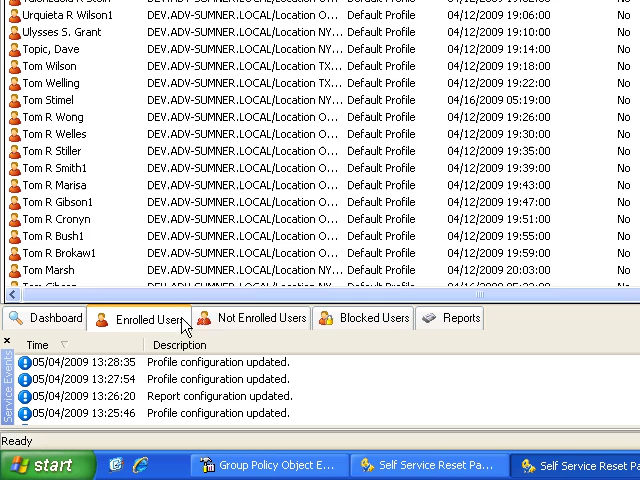 Urquieta R Wilson1 DEV.ADV-SUMNER.LOCAL/Location O... Default Profile 04/12/2009 19:06:00 No
Ulysses S. Grant DEV.ADV-SUMNER.LOCAL/Location NY... Default Profile 04/12/2009 19:10:00 No
Topic, Dave DEV.ADV-SUMNER.LOCAL/Location NY... Default Profile 04/12/2009 19:14:00 No
Tom Wilson DEV.ADV-SUMNER.LOCAL/Location TX... Default Profile 04/12/2009 19:18:00 No
Tom Welling DEV.ADV-SUMNER.LOCAL/Location TX... Default Profile 04/12/2009 19:22:00 No
Tom Stimel DEV.ADV-SUMNER.LOCAL/Location NY... Default Profile 04/16/2009 05:19:00 No
Tom R Wong DEV.ADV-SUMNER.LOCAL/Location O... Default Profile 04/12/2009 19:26:00 No
Tom R Welles DEV.ADV-SUMNER.LOCAL/Location O... Default Profile 04/12/2009 19:30:00 No
Tom R Stiller DEV.ADV-SUMNER.LOCAL/Location O... Default Profile 04/12/2009 19:35:00 No
Tom R Smith1 DEV.ADV-SUMNER.LOCAL/Location O... Default Profile 04/12/2009 19:39:00 No
Tom R Marisa DEV.ADV-SUMNER.LOCAL/Location O... Default Profile 04/12/2009 19:43:00 No
Tom R Gibson1 DEV.ADV-SUMNER.LOCAL/Location O... Default Profile 04/12/2009 19:47:00 No
Tom R Cronyn DEV.ADV-SUMNER.LOCAL/Location O... Default Profile 04/12/2009 19:51:00 No
Tom R Bush1 DEV.ADV-SUMNER.LOCAL/Location O... Default Profile 04/12/2009 19:55:00 No
Tom R Brokaw1 DEV.ADV-SUMNER.LOCAL/Location O... Default Profile 04/12/2009 19:59:00 No
Tom Marsh DEV.ADV-SUMNER.LOCAL/Location NY... Default Profile 04/12/2009 20:03:00 No
Dashboard Enrolled Users Not Enrolled Users Blocked Users Reports
Time Description
05/04/2009 13:28:35 Profile configuration updated.
05/04/2009 13:27:54 Profile configuration updated.
05/04/2009 13:26:20 Report configuration updated.
05/04/2009 13:25:46 Profile configuration updated.
Service Events
Ready
start Group Policy Object E... Self Service Reset Pa... Self Service Reset Pa